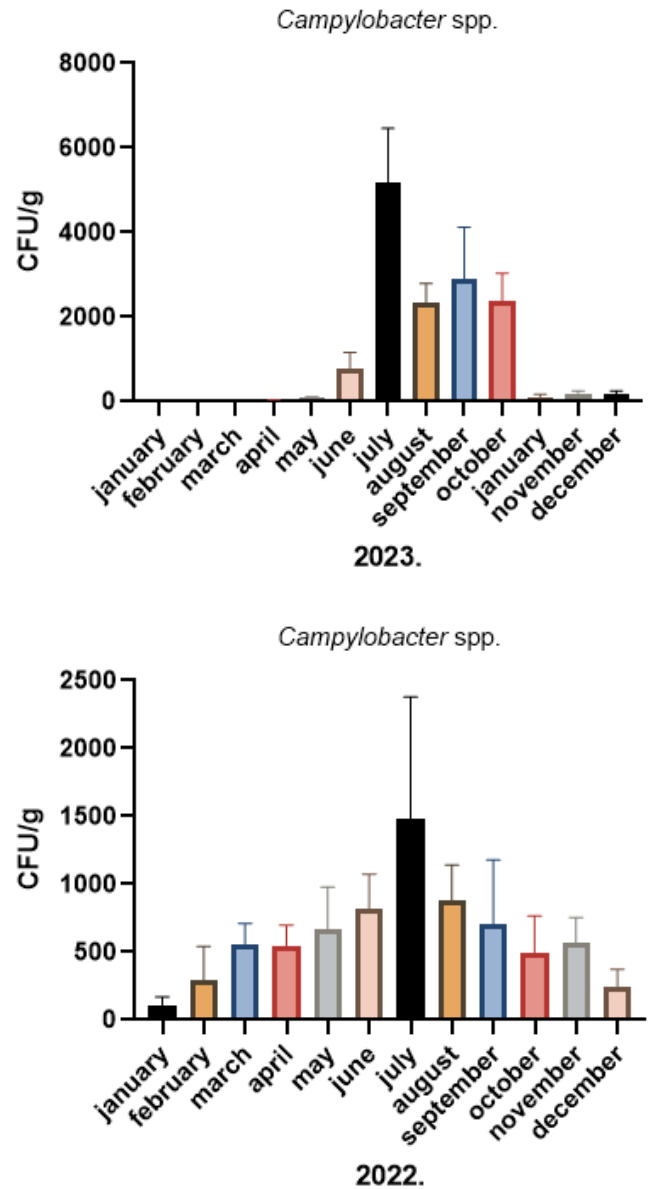 Campylobacter spp.
8000
6000
4000
2000
0
CFU/g
january
february
march
april
may
june
july
august
september
october
january
november
december
2023.
Campylobacter spp.
2500
2000
1500
1000
500
0
CFU/g
january
february
march
april
may
june
july
august
september
october
november
december
2022.